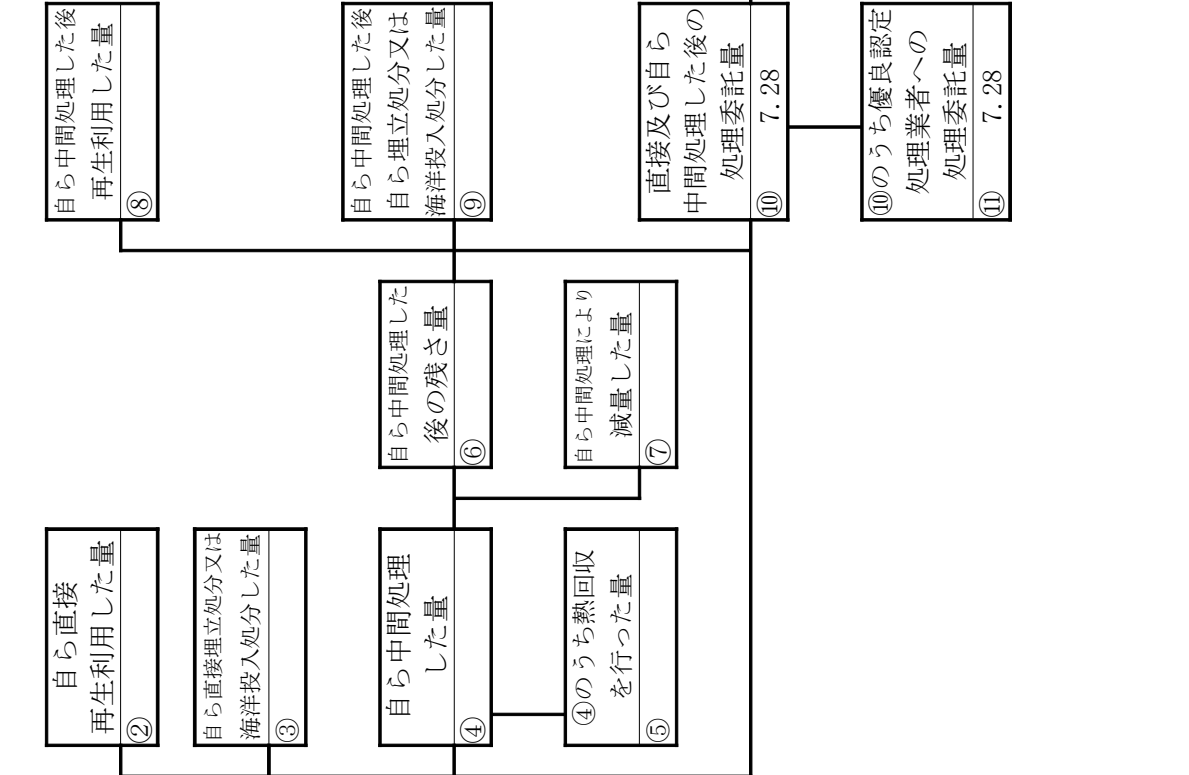 自ら直接
再生利用した量
②
自ら直接埋立処分又は
海洋投入処分した量
③
自ら中間処理
した量
④
④のうち熱回収
を行った量
⑤
自ら中間処理した
後の残さ量
⑥
自ら中間処理により
減量した量
⑦
自ら中間処理した後
再生利用した量
⑧
自ら中間処理した後
自ら埋立処分又は
海洋投入処分した量
⑨
直接及び自ら
中間処理した後の
処理委託量
⑩ 7.28
⑩のうち優良認定
処理業者への
処理委託量
⑪ 7.28